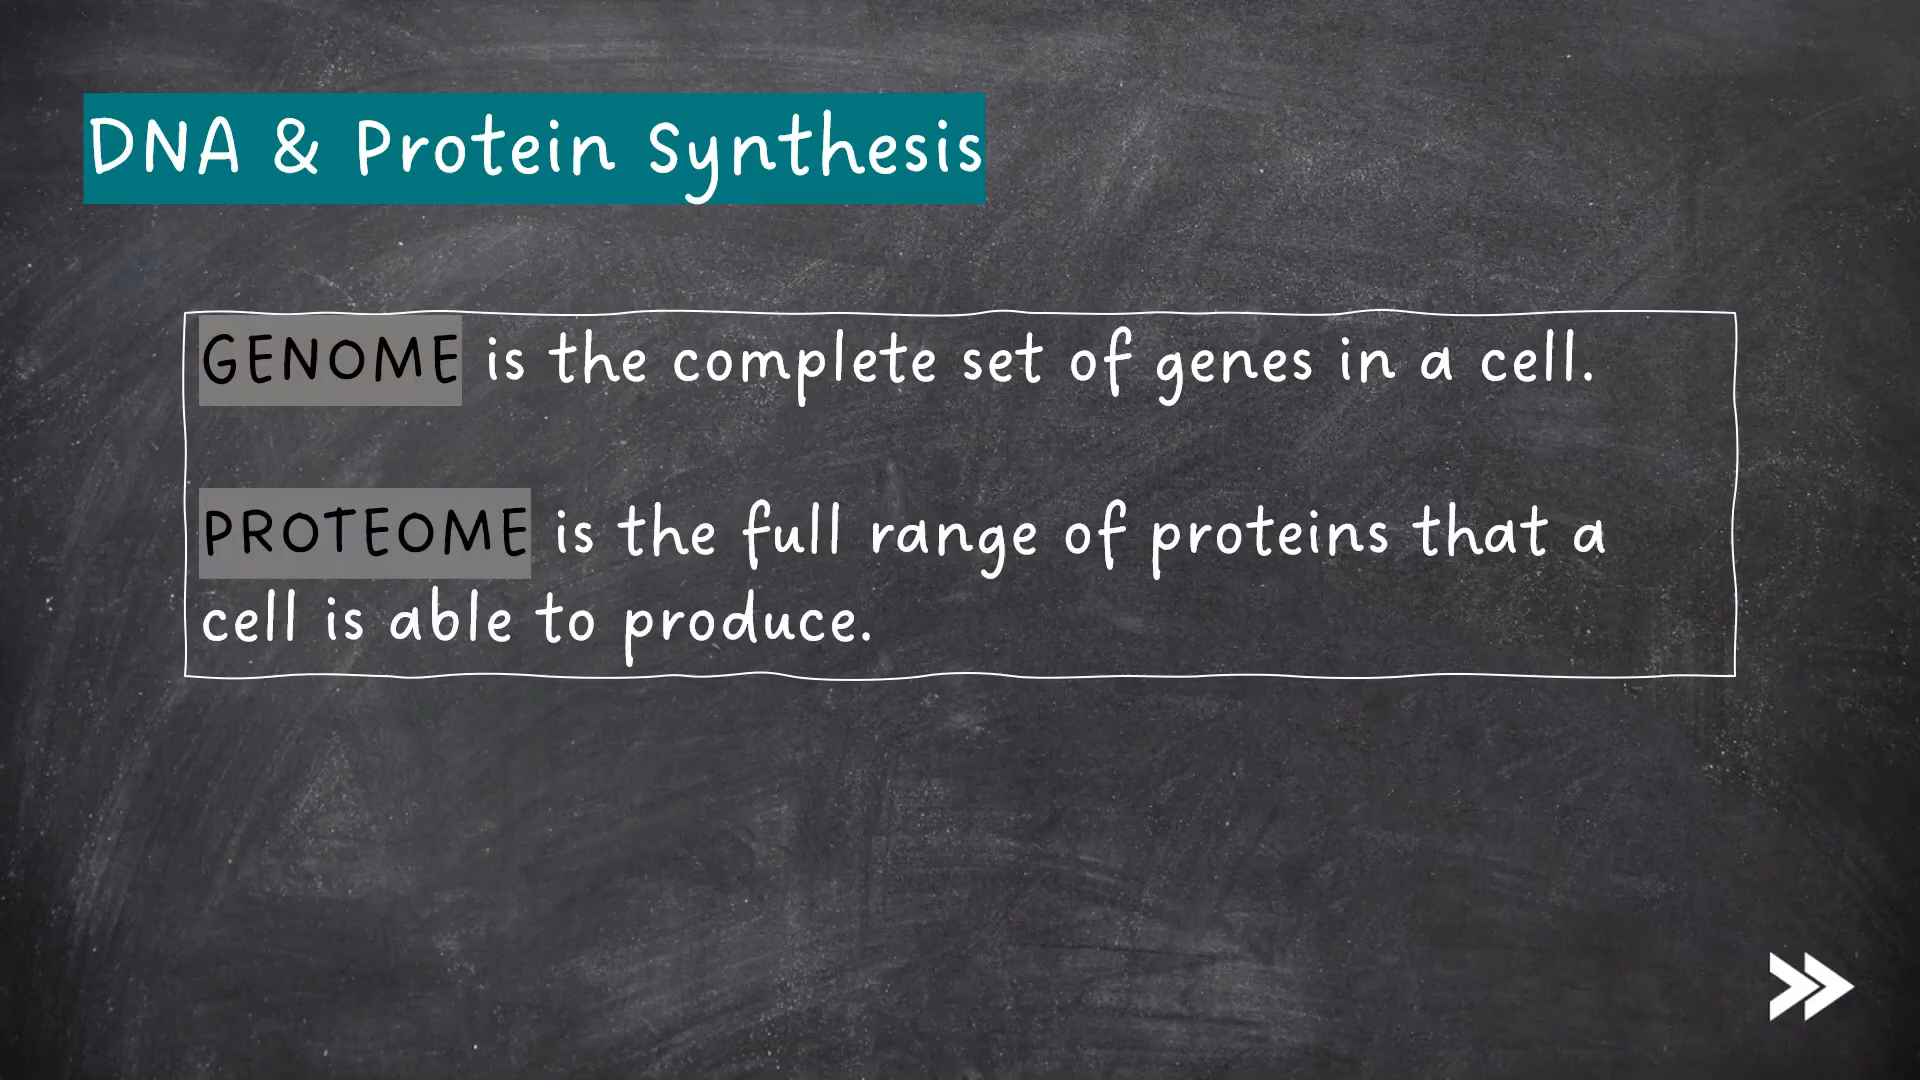 DNA & Protein Synthesis
GENOME is the complete set of genes in a cell.
PROTEOME is the full range of proteins that a
cell is able to produce.